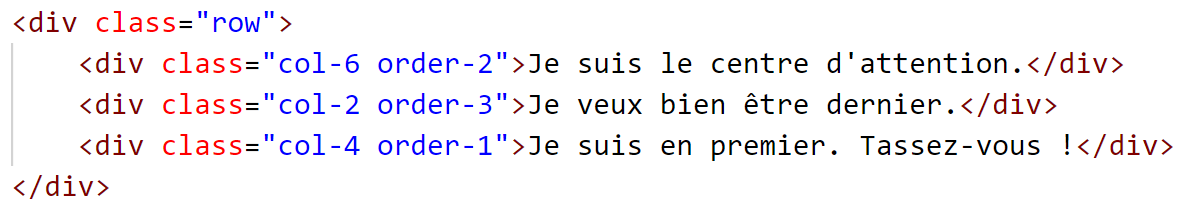 <div class="row">
    <div class="col-6 order-2">Je suis le centre d'attention.</div>
    <div class="col-2 order-3">Je veux bien être dernier.</div>
    <div class="col-4 order-1">Je suis en premier. Tassez-vous !</div>
</div>